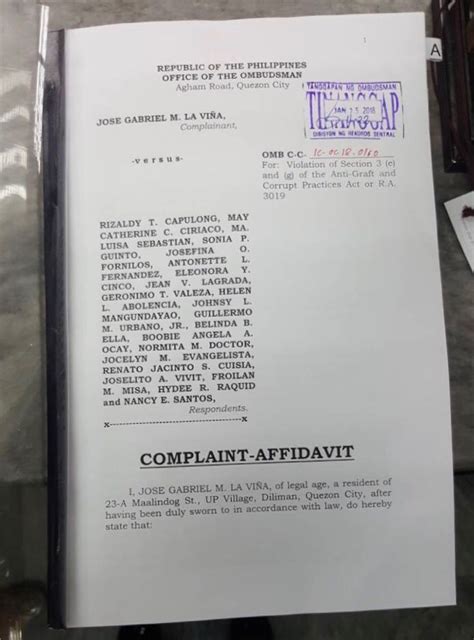 1
A
REPUBLIC OF THE PHILIPPINES
OFFICE OF THE OMBUDSMAN
Agham Road, Quezon City
TANGGAPAN NG OMBUDSMAN
TINANGGAP
JAN 15 2018
DIBISYON NG REKORDS SENTRAL
JOSE GABRIEL M. LA VIÑA,
Complainant,
-versus-
OMB C-C-
For: Violation of Section 3 (e)
and (g) of the Anti-Graft and
Corrupt Practices Act or R.A.
3019
RIZALDY T. CAPULONG, MAY
CATHERINE C. CIRIACO, MA.
LUISA SEBASTIAN, SONIA P.
GUINTO, JOSEFINA O.
FORNILOS, ANTONETTE L.
FERNANDEZ, ELEONORA Y.
CINCO, JEAN V. LAGRADA,
GERONIMO T. VALEZA, HELEN
L. ABOLENCIA, JOHNSY L.
MANGUNDAYAO, GUILLERMO
M. URBANO, JR., BELINDA B.
ELLA, BOOBIE ANGELA A.
OCAY, NORMITA M. DOCTOR,
JOCELYN M. EVANGELISTA,
RENATO JACINTO S. CUISIA,
JOSELITO A. VIVIT, FROILAN
M. MISA, HYDEE R. RAQUID
and NANCY E. SANTOS,
Respondents.
x-----------------------------------x
COMPLAINT-AFFIDAVIT
I, JOSE GABRIEL M. LA VIÑA, of legal age, a resident of
23-A Maalindog St., UP Village, Diliman, Quezon City, after
having been duly sworn to in accordance with law, do hereby
state that: